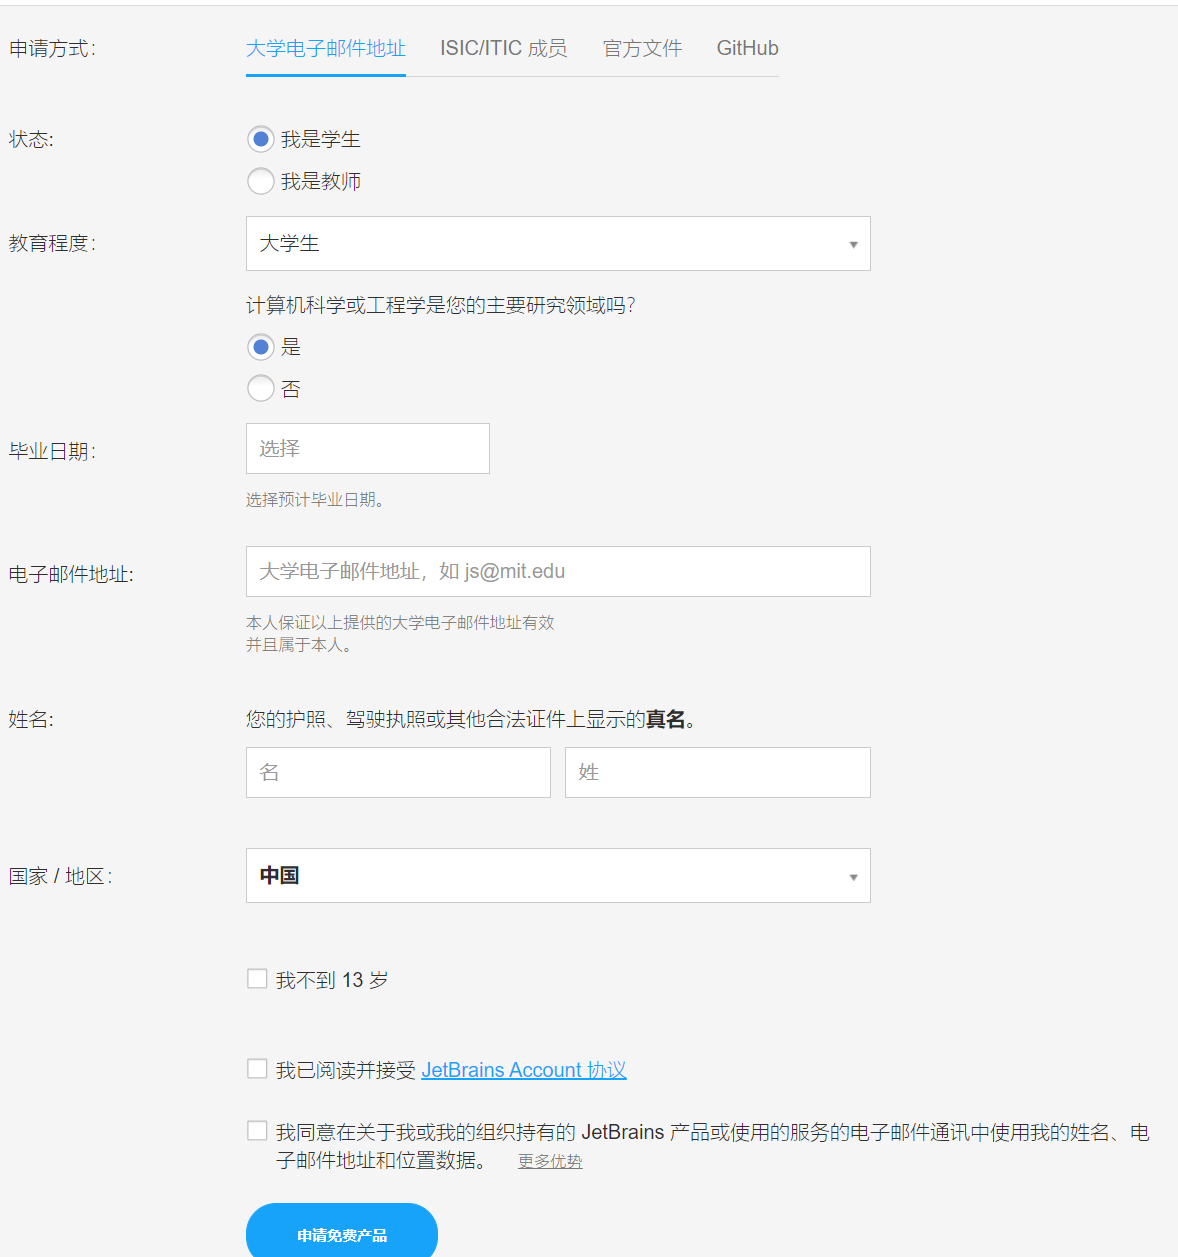 申请方式:
大学电子邮件地址 ISIC/ITIC 成员 官方文件 GitHub
状态:
我是学生
我是教师
教育程度:
大学生
计算机科学或工程学是您的主要研究领域吗?
是
否
毕业日期:
选择
选择预计毕业日期。
电子邮件地址:
大学电子邮件地址，如 js@mit.edu
本人保证以上提供的大学电子邮件地址有效
并且属于本人。
姓名:
您的护照、驾驶执照或其他合法证件上显示的真名。
名 姓
国家 / 地区:
中国
我不到 13 岁
我已阅读并接受 JetBrains Account 协议
我同意在关于我或我的组织持有的 JetBrains 产品或使用的服务的电子邮件通讯中使用我的姓名、电
子邮件地址和位置数据。 更多优势
申请免费产品